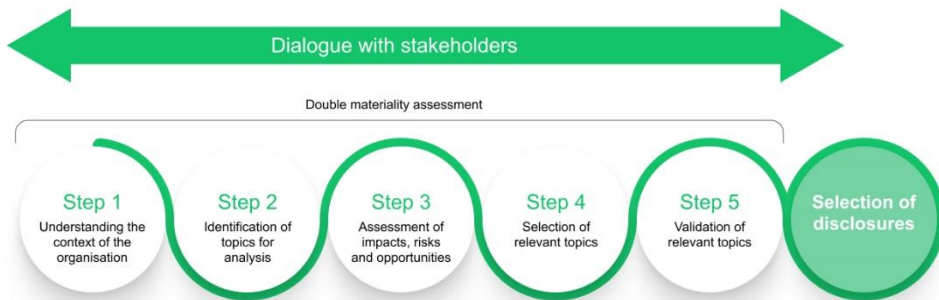 Dialogue with stakeholders
Double materiality assessment
Step 1
Understanding the
context of the
organisation
Step 2
Identification of
topics for
analysis
Step 3
Assessment of
impacts, risks
and opportunities
Step 4
Selection of
relevant topics
Step 5
Validation of
relevant topics
Selection of
disclosures